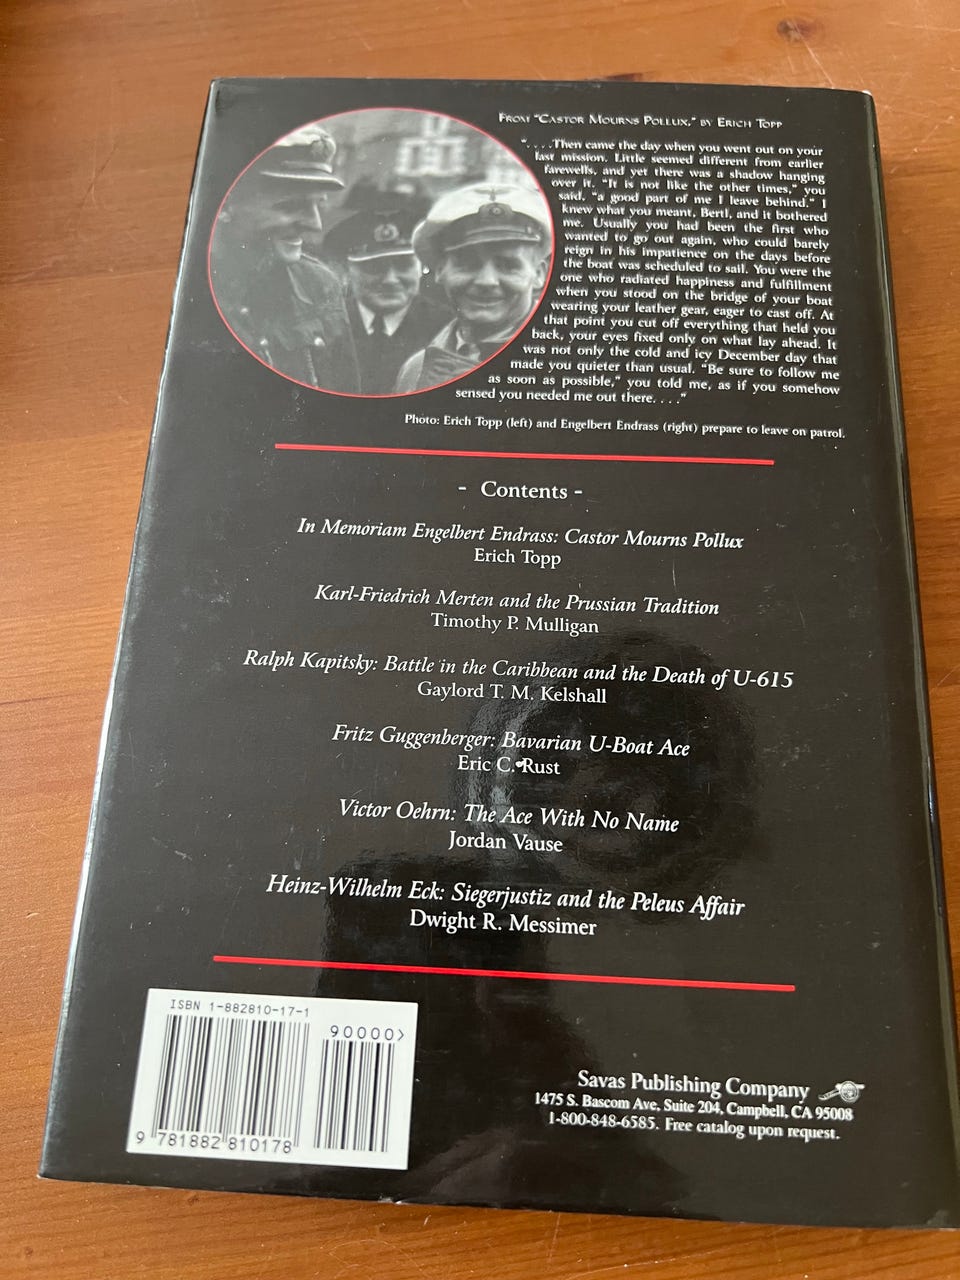 FROM "CASTOR MOURNS POLLUX," BY ERICH TOPP
". . . .Then came the day when you went out on your
last mission. Little seemed different from earlier
farewells, and yet there was a shadow hanging
over it. "It is not like the other times," you
said, "a good part of me I leave behind." I
knew what you meant, Bertl, and it bothered
me. Usually you had been the first who
wanted to go out again, who could barely
reign in his impatience on the days before
the boat was scheduled to sail. You were the
one who radiated happiness and fulfillment
when you stood on the bridge of your boat
wearing your leather gear, eager to cast off. At
that point you cut off everything that held you
back, your eyes fixed only on what lay ahead. It
was not only the cold and icy December day that
made you quieter than usual. "Be sure to follow me
as soon as possible," you told me, as if you somehow
sensed you needed me out there. . . ."
Photo: Erich Topp (left) and Engelbert Endrass (right) prepare to leave on patrol.
- Contents -
In Memoriam Engelbert Endrass: Castor Mourns Pollux
Erich Topp
Karl-Friedrich Merten and the Prussian Tradition
Timothy P. Mulligan
Ralph Kapitsky: Battle in the Caribbean and the Death of U-615
Gaylord T. M. Kelshall
Fritz Guggenberger: Bavarian U-Boat Ace
Eric C. Rust
Victor Oehrn: The Ace With No Name
Jordan Vause
Heinz-Wilhelm Eck: Siegerjustiz and the Peleus Affair
Dwight R. Messimer
ISBN 1-882810-17-1
90000>
9 781882 810178
Savas Publishing Company
1475 S. Bascom Ave, Suite 204, Campbell, CA 95008
1-800-848-6585. Free catalog upon request.